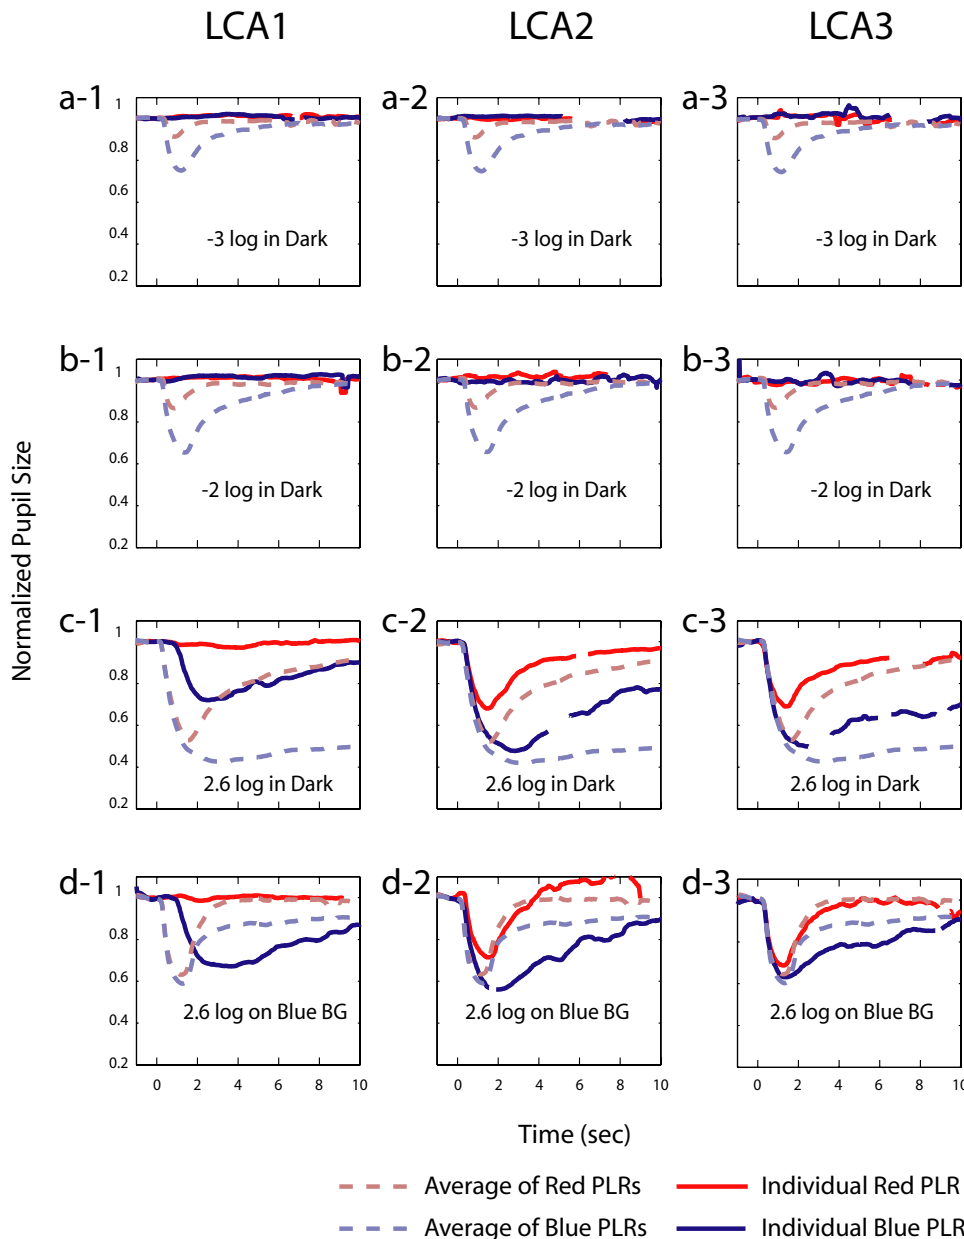 LCA1 LCA2 LCA3
a-1 a-2 a-3
1
0.8
0.6
0.4
0.2
-3 log in Dark -3 log in Dark -3 log in Dark
b-1 b-2 b-3
1
0.8
0.6
0.4
0.2
-2 log in Dark -2 log in Dark -2 log in Dark
Normalized Pupil Size
c-1 c-2 c-3
1
0.8
0.6
0.4
0.2
2.6 log in Dark 2.6 log in Dark 2.6 log in Dark
d-1 d-2 d-3
1
0.8
0.6
0.4
0.2
2.6 log on Blue BG 2.6 log on Blue BG 2.6 log on Blue BG
0 2 4 6 8 10 0 2 4 6 8 10 0 2 4 6 8 10
Time (sec)
Average of Red PLRs Individual Red PLR
Average of Blue PLRs Individual Blue PLR